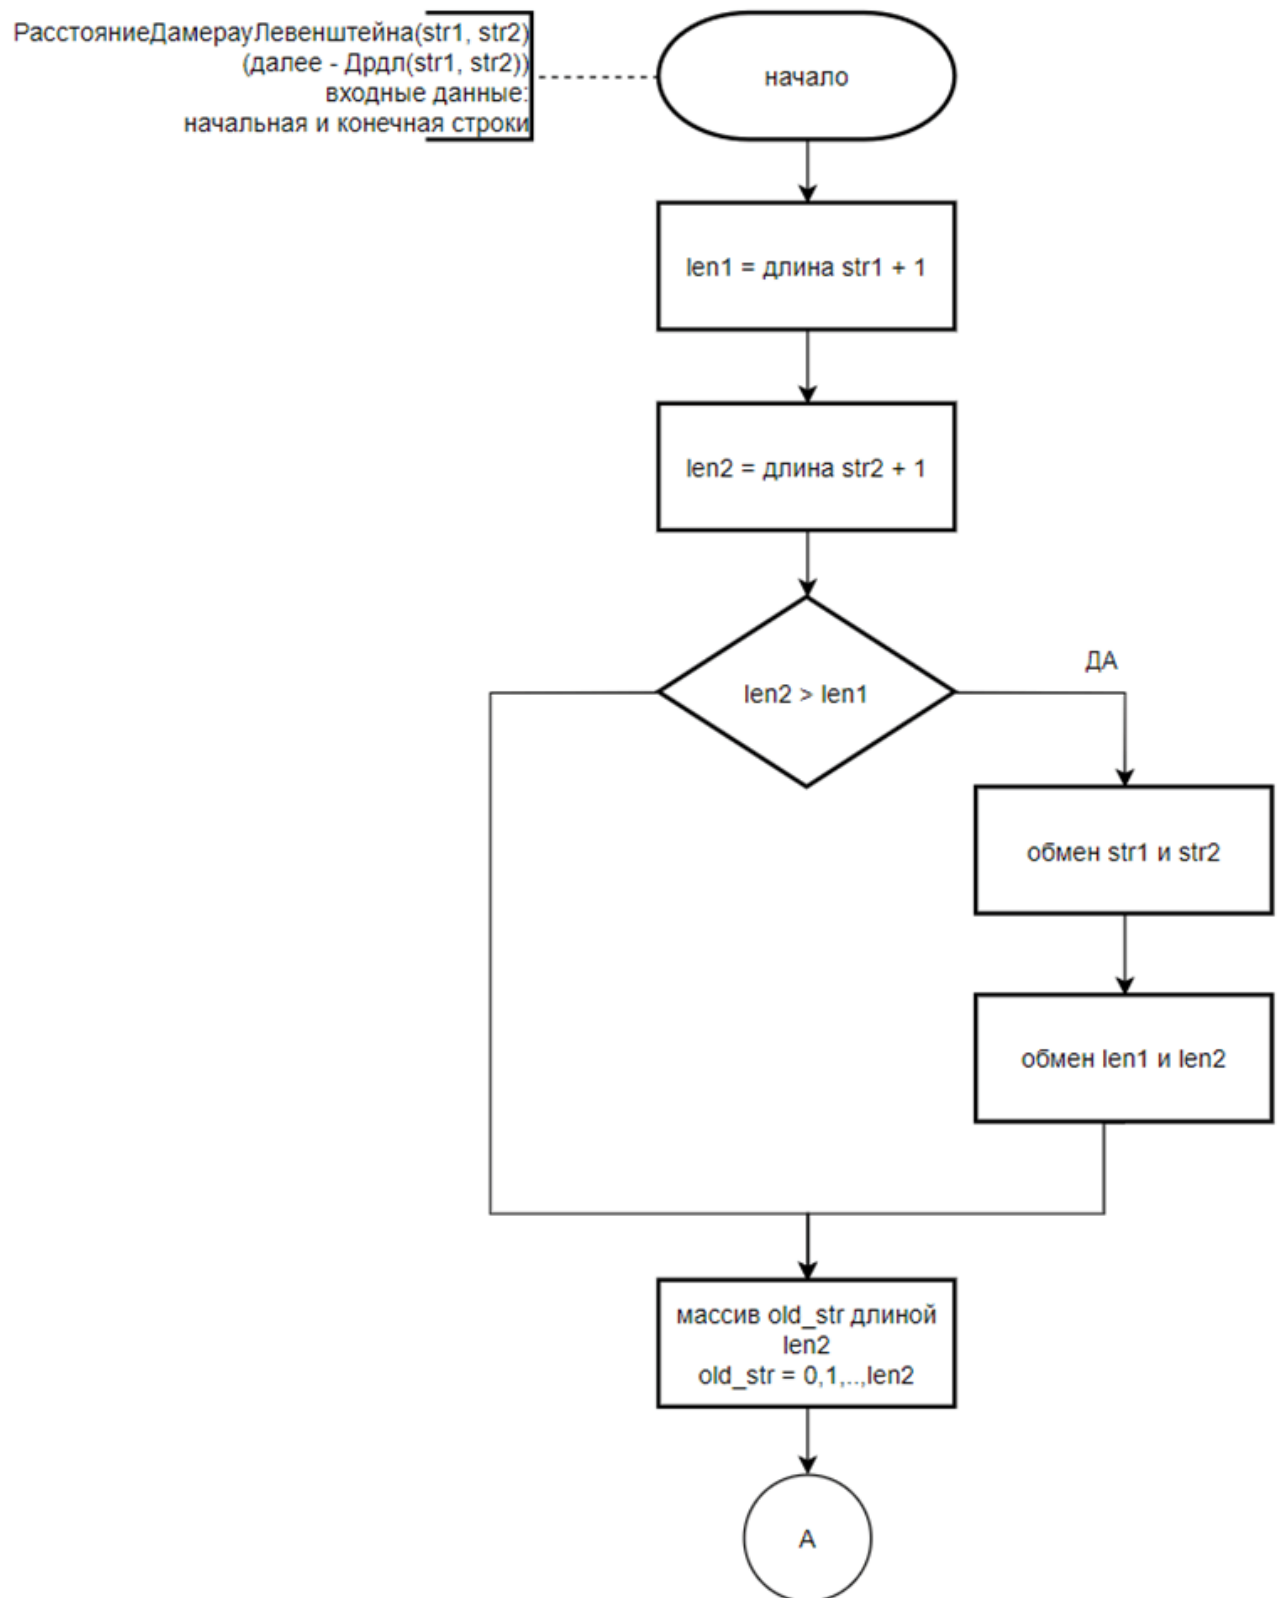 РасстояниеДамерауЛевенштейна(str1, str2)
(далее - Дрдл(str1, str2))
входные данные:
начальная и конечная строки
начало
len1 = длина str1 + 1
len2 = длина str2 + 1
len2 > len1
ДА
обмен str1 и str2
обмен len1 и len2
массив old_str длиной
len2
old_str = 0,1,..,len2
А